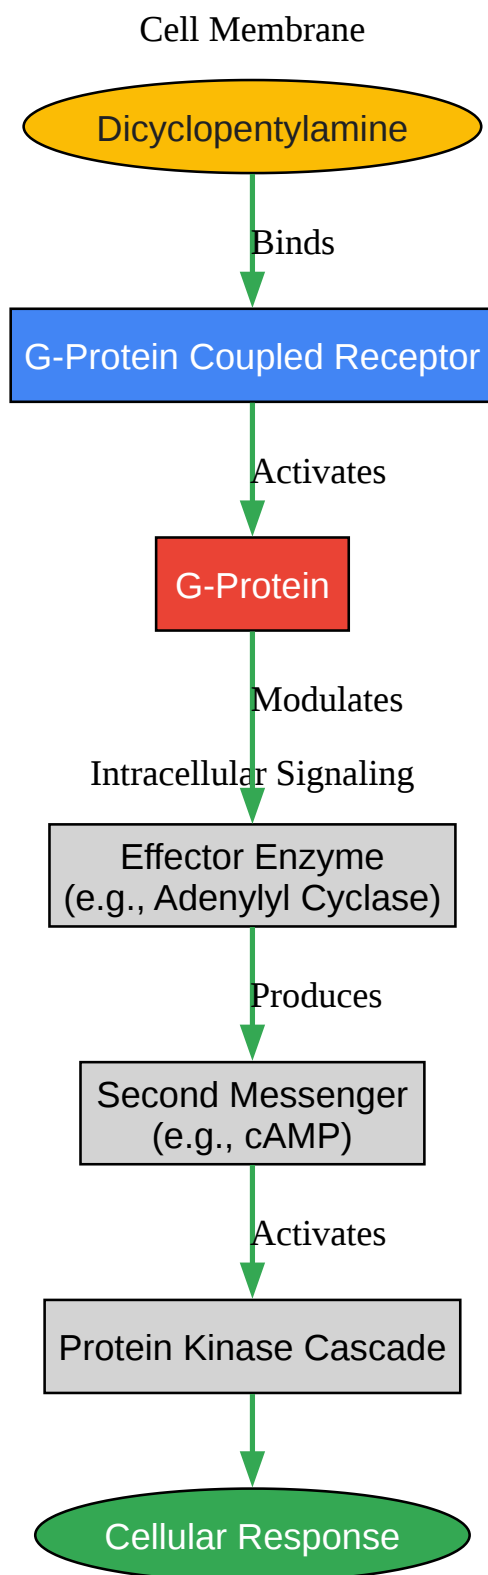 Cell Membrane
Dicyclopentylamine
Binds
G-Protein Coupled Receptor
Activates
G-Protein
Modulates
Intracellular Signaling
Effector Enzyme
(e.g., Adenylyl Cyclase)
Produces
Second Messenger
(e.g., cAMP)
Activates
Protein Kinase Cascade
Cellular Response